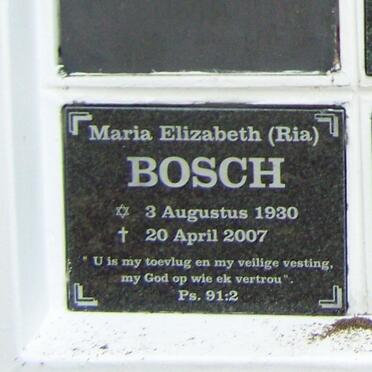 Maria Elizabeth (Ria)
BOSCH
✡ 3 Augustus 1930
✝ 20 April 2007
" U is my toevlug en my veilige vesting,
my God op wie ek vertrou".
Ps. 91:2